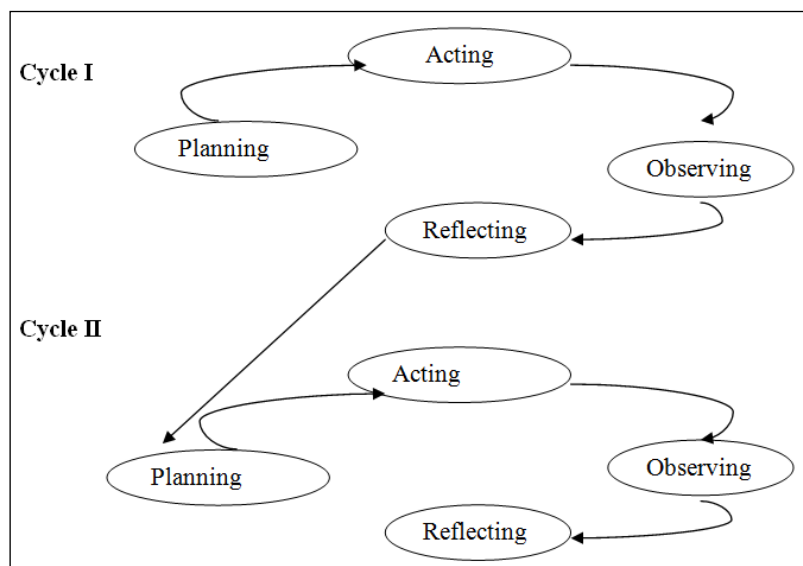 Cycle I
Acting
Planning
Observing
Reflecting
Cycle II
Acting
Planning
Observing
Reflecting